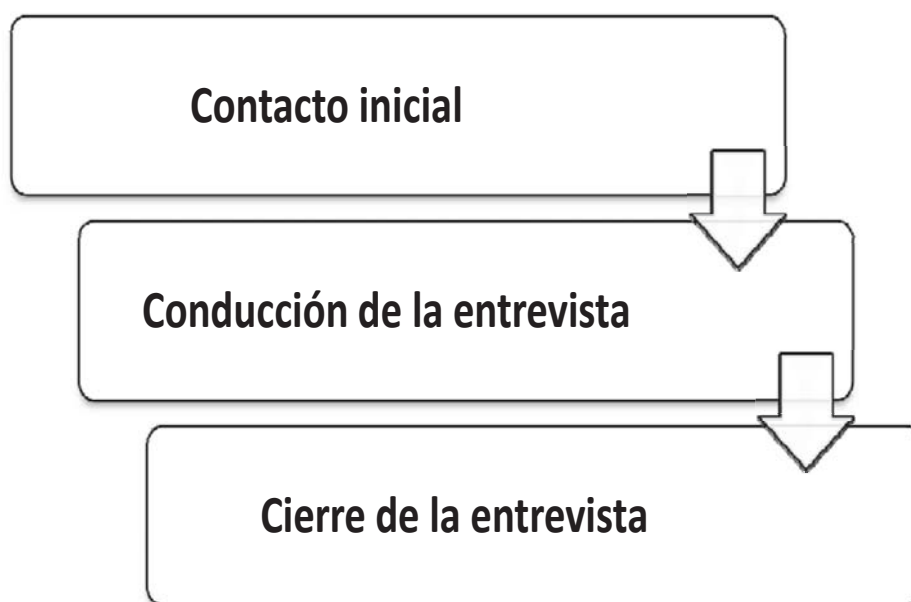 Contacto inicial
Conducción de la entrevista
Cierre de la entrevista